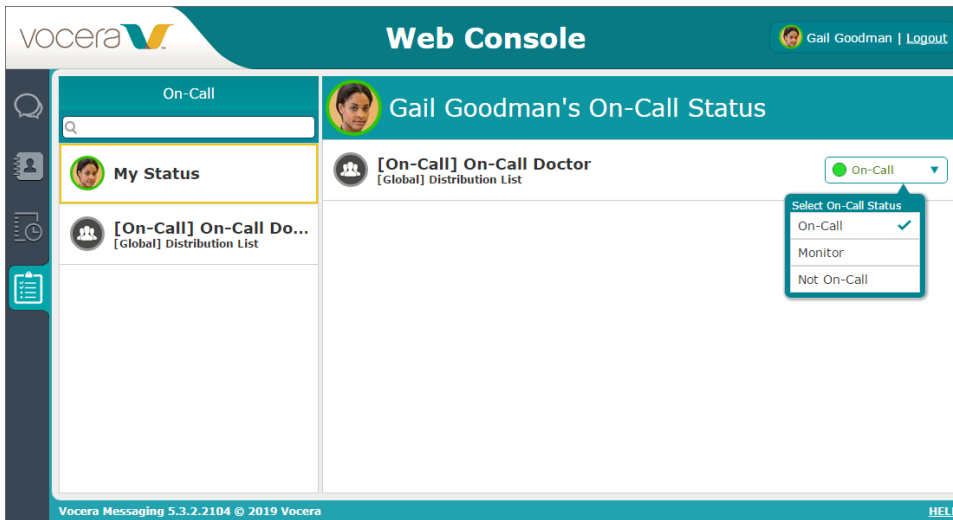 vocera
Web Console
Gail Goodman | Logout
On-Call
Gail Goodman's On-Call Status
My Status
[On-Call] On-Call Doctor
[Global] Distribution List
On-Call
[On-Call] On-Call Do...
[Global] Distribution List
Select On-Call Status
On-Call
Monitor
Not On-Call
Vocera Messaging 5.3.2.2104 © 2019 Vocera
HEL